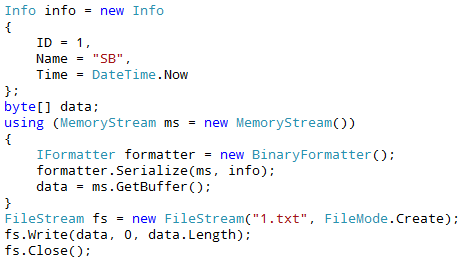 Info info = new Info
{
    ID = 1,
    Name = "SB",
    Time = DateTime.Now
};
byte[] data;
using (MemoryStream ms = new MemoryStream())
{
    IFormatter formatter = new BinaryFormatter();
    formatter.Serialize(ms, info);
    data = ms.GetBuffer();
}
FileStream fs = new FileStream("1.txt", FileMode.Create);
fs.Write(data, 0, data.Length);
fs.Close();